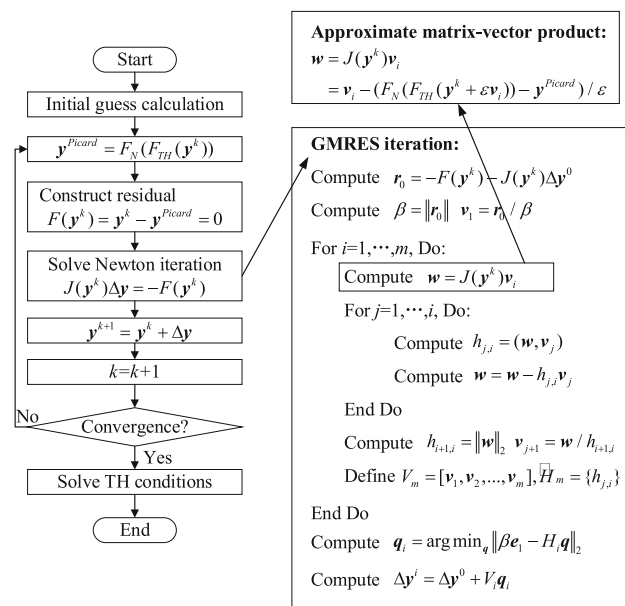 Start
Initial guess calculation
y^{Picard} = F_N(F_{TH}(y^k))
Construct residual
F(y^k) = y^k − y^{Picard} = 0
Solve Newton iteration
J(y^k)Δy = −F(y^k)
y^{k+1} = y^k + Δy
k=k+1
No
Convergence?
Yes
Solve TH conditions
End
Approximate matrix-vector product:
w = J(y^k)v_i
= v_i − (F_N(F_{TH}(y^k + εv_i)) − y^{Picard}) / ε
GMRES iteration:
Compute r_0 = −F(y^k) − J(y^k)Δy^0
Compute β = ‖r_0‖ v_1 = r_0 / β
For i=1,⋯,m, Do:
Compute w = J(y^k)v_i
For j=1,⋯,i, Do:
Compute h_{j,i} = (w, v_j)
Compute w = w − h_{j,i}v_j
End Do
Compute h_{i+1,i} = ‖w‖_2 v_{j+1} = w / h_{i+1,i}
Define V_m = [v_1, v_2, ..., v_m], H_m = {h_{j,i}}
End Do
Compute q_i = arg min_q ‖βe_1 − H_i q‖_2
Compute Δy^i = Δy^0 + V_i q_i